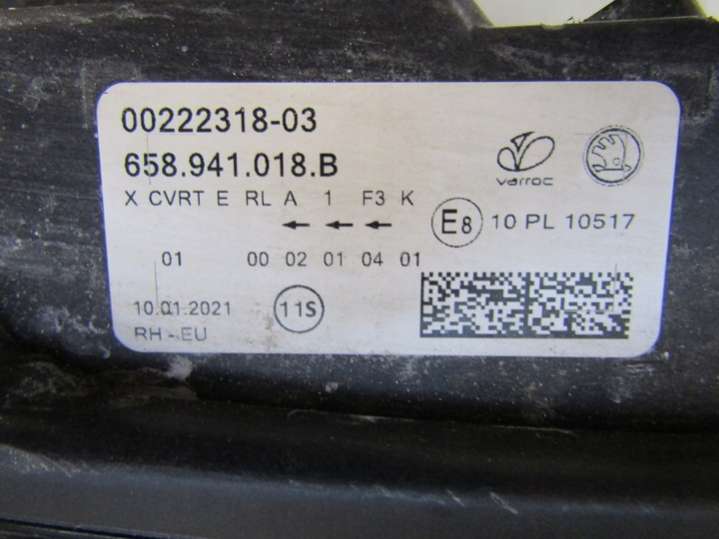 00222318-03
658.941.018.B
varroc
X CVRT E RL A 1 F3 K
← ← ←
E8 10 PL 10517
01 00 02 01 04 01
10.01.2021 11S
RH - EU